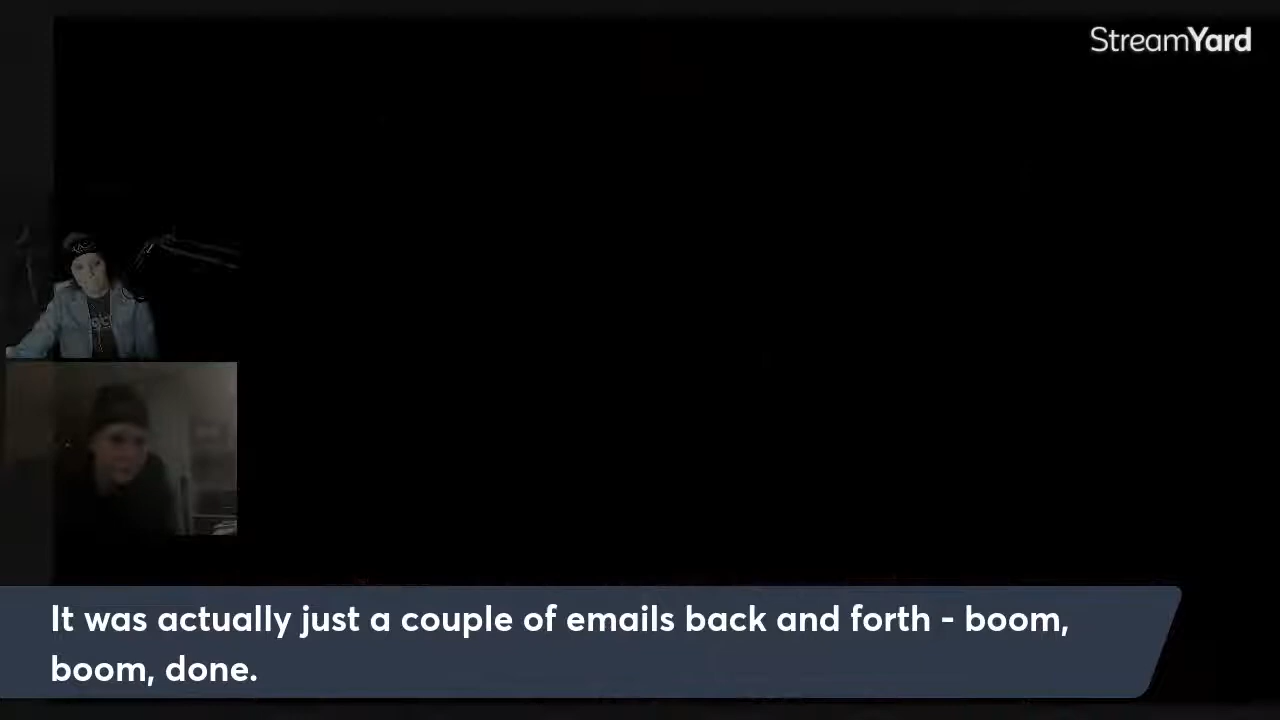 StreamYard
It was actually just a couple of emails back and forth - boom,
boom, done.